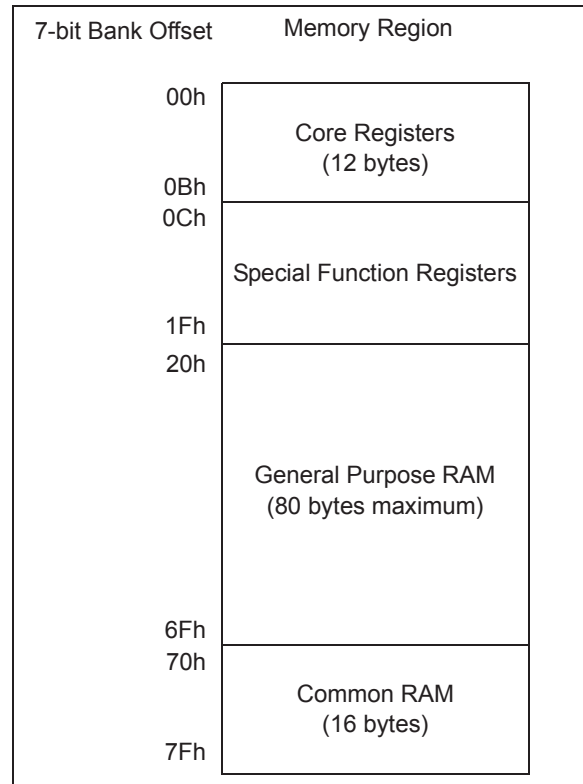 7-bit Bank Offset Memory Region
00h
Core Registers
(12 bytes)
0Bh
0Ch
Special Function Registers
1Fh
20h
General Purpose RAM
(80 bytes maximum)
6Fh
70h
Common RAM
(16 bytes)
7Fh